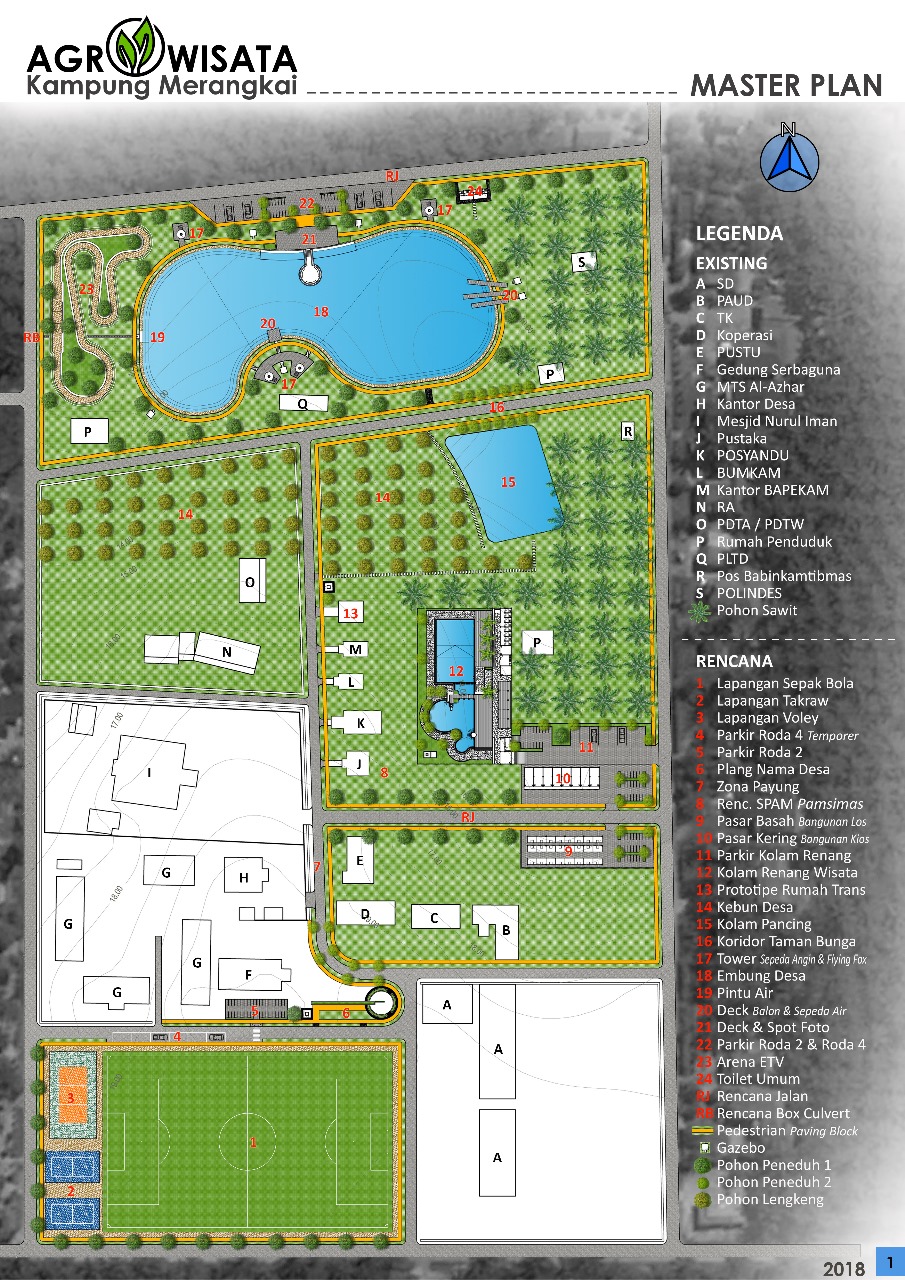 AGROWISATA
Kampung Merangkai
MASTER PLAN
N
LEGENDA
EXISTING
A SD
B PAUD
C TK
D Koperasi
E PUSTU
F Gedung Serbaguna
G MTS Al-Azhar
H Kantor Desa
I Mesjid Nurul Iman
J Pustaka
K POSYANDU
L BUMKAM
M Kantor BAPEKAM
N RA
O PDTA / PDTW
P Rumah Penduduk
Q PLTD
R Pos Babinkamtibmas
S POLINDES
Pohon Sawit
RENCANA
1 Lapangan Sepak Bola
2 Lapangan Takraw
3 Lapangan Voley
4 Parkir Roda 4 Temporer
5 Parkir Roda 2
6 Plang Nama Desa
7 Zona Payung
8 Renc. SPAM Pamsimas
9 Pasar Basah Bangunan Los
10 Pasar Kering Bangunan Kios
11 Parkir Kolam Renang
12 Kolam Renang Wisata
13 Prototipe Rumah Trans
14 Kebun Desa
15 Kolam Pancing
16 Koridor Taman Bunga
17 Tower Sepeda Angin & Flying Fox
18 Embung Desa
19 Pintu Air
20 Deck Balon & Sepeda Air
21 Deck & Spot Foto
22 Parkir Roda 2 & Roda 4
23 Arena ETV
24 Toilet Umum
RJ Rencana Jalan
RB Rencana Box Culvert
Pedestrian Paving Block
Gazebo
Pohon Peneduh 1
Pohon Peneduh 2
Pohon Lengkeng
RJ
24
22
17
17
21
S
23
20
18
20
RB
19
17
P
Q
16
P
R
15
14
14
O
13
N
M
P
12
L
17.00
K
11
I
J
8
10
RJ
9
7
E
G
H
18.00
D
C
G
B
G
F
G
5
6
A
4
A
3
1
A
2
2018
1